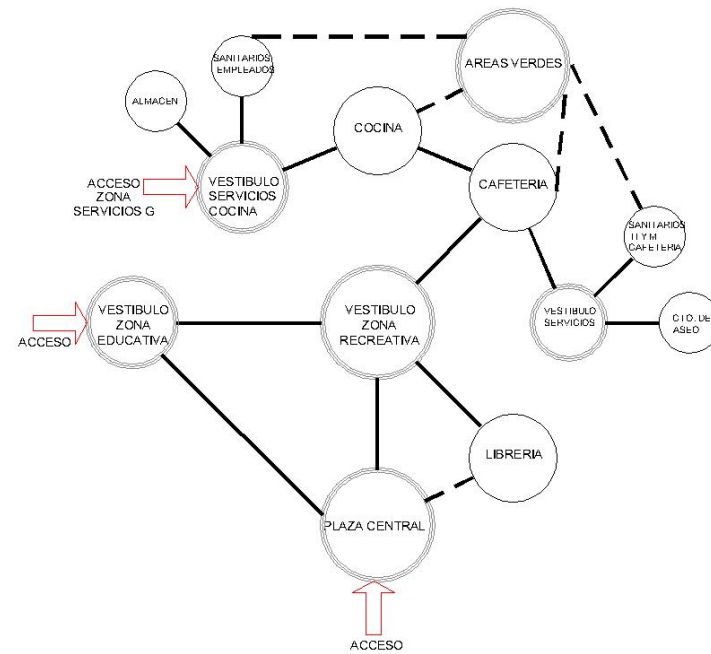 SANITARIOS
EMPLEADOS
AREAS VERDES
ALMACEN
COCINA
ACCESO
ZONA
SERVICIOS G
VESTIBULO
SERVICIOS
COCINA
CAFETERIA
SANITARIOS
H Y M
CAFETERIA
VESTIBULO
ZONA
EDUCATIVA
ACCESO
VESTIBULO
ZONA
RECREATIVA
VESTIBULO
SERVICIOS
CTO. DE
ASEO
LIBRERIA
PLAZA CENTRAL
ACCESO